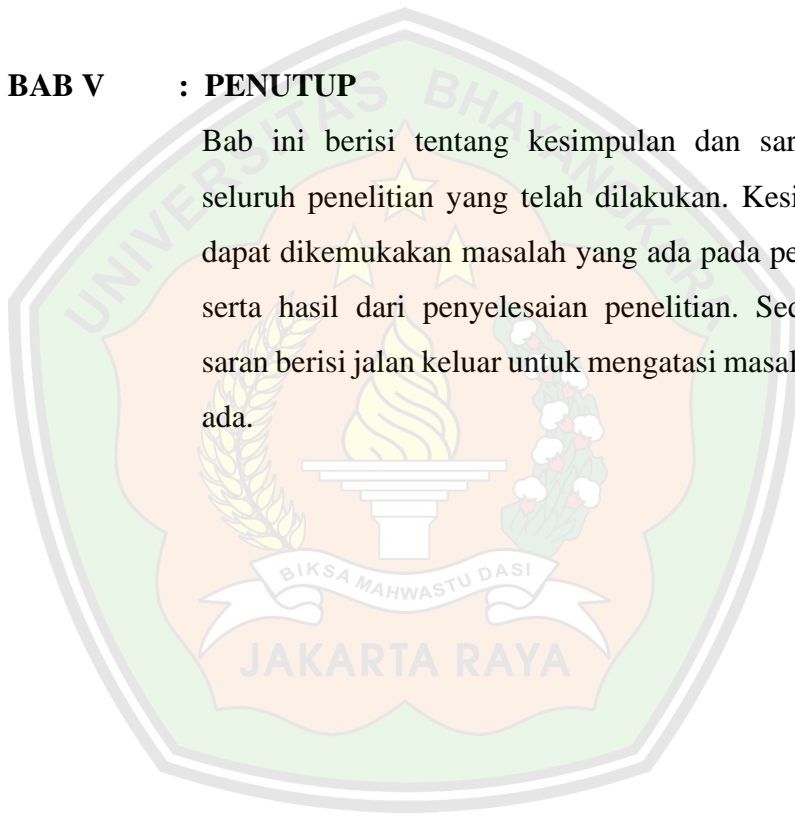 BAB V : PENUTUP
Bab ini berisi tentang kesimpulan dan
seluruh penelitian yang telah dilakukan.
dapat dikemukakan masalah yang ada pada
serta hasil dari penyelesaian penelitian.
saran berisi jalan keluar untuk mengatasi
ada.
UNIVERSITAS BHAYANGKARA
BIKSA MAHWASTU DASI
JAKARTA RAYA